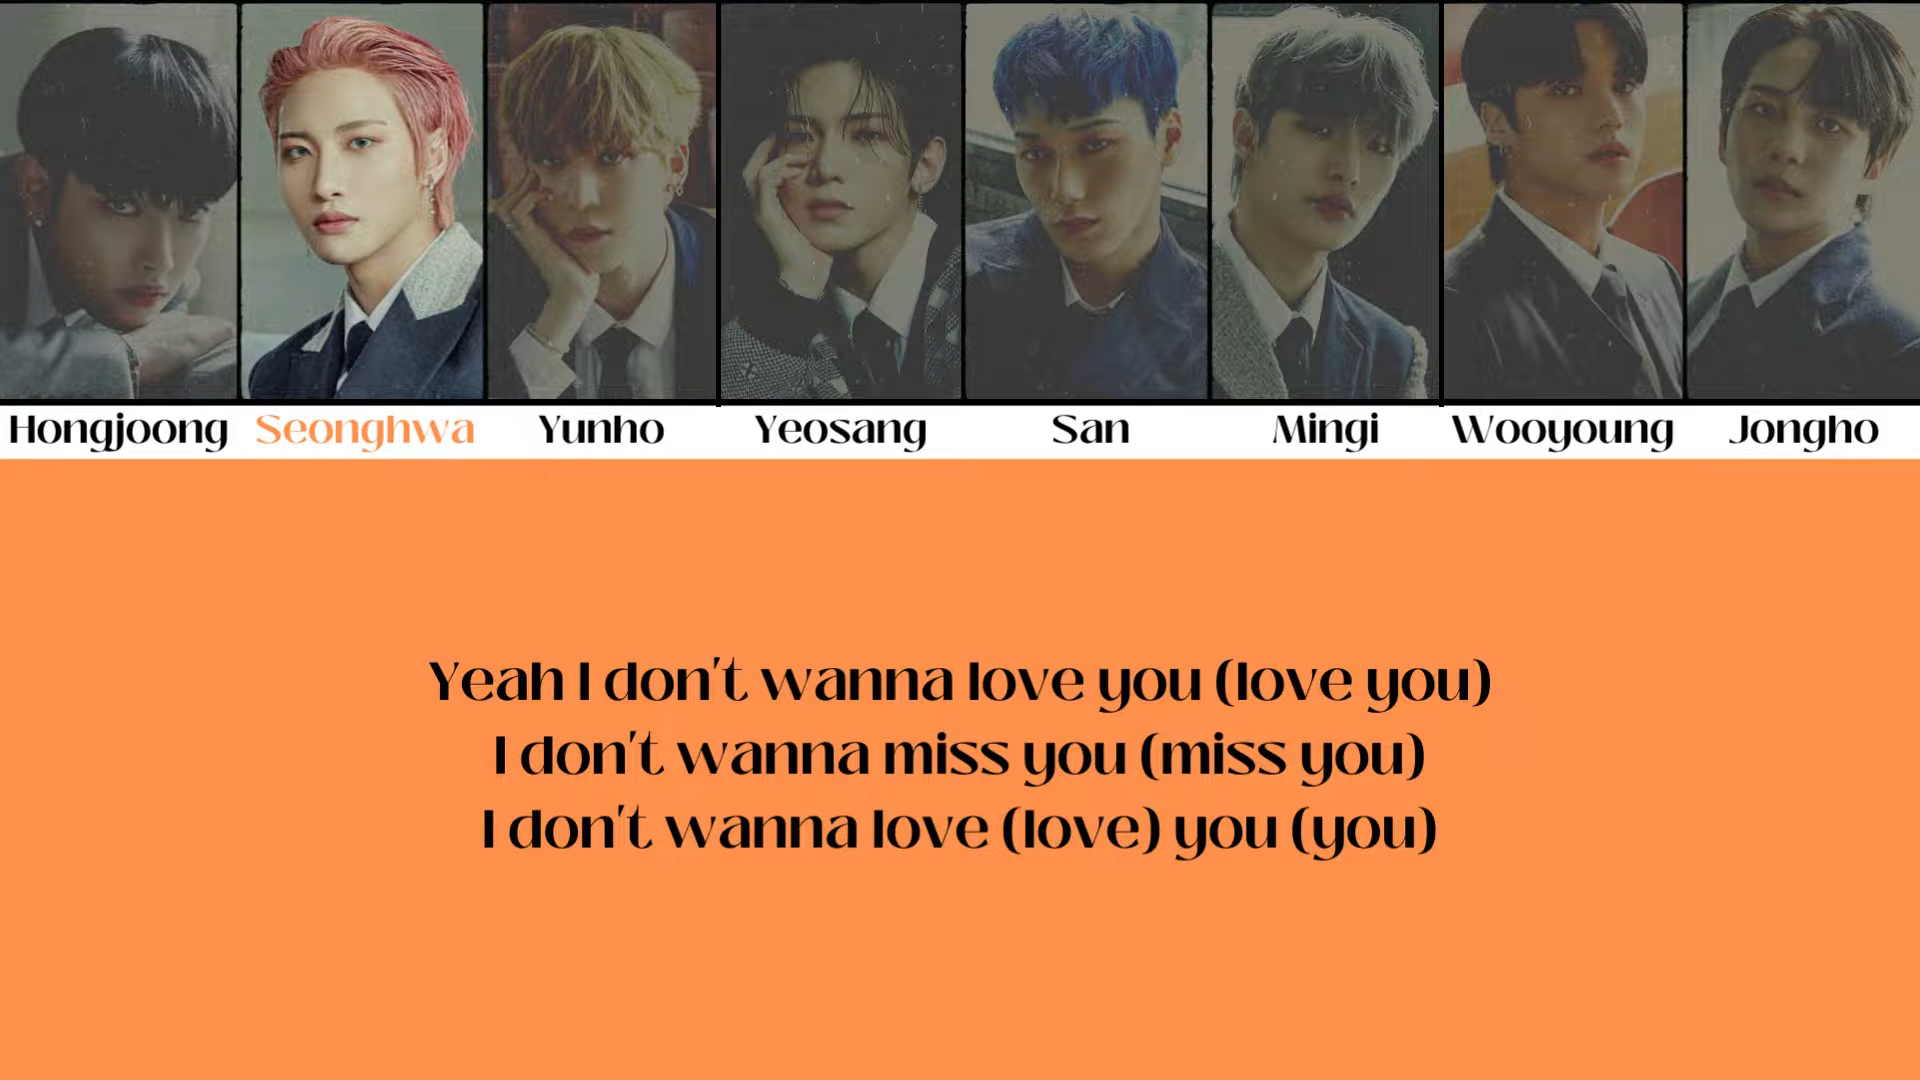 Hongjoong Seonghwa Yunho Yeosang San Mingi Wooyoung Jongho
Yeah I don't wanna love you (love you)
I don't wanna miss you (miss you)
I don't wanna love (love) you (you)